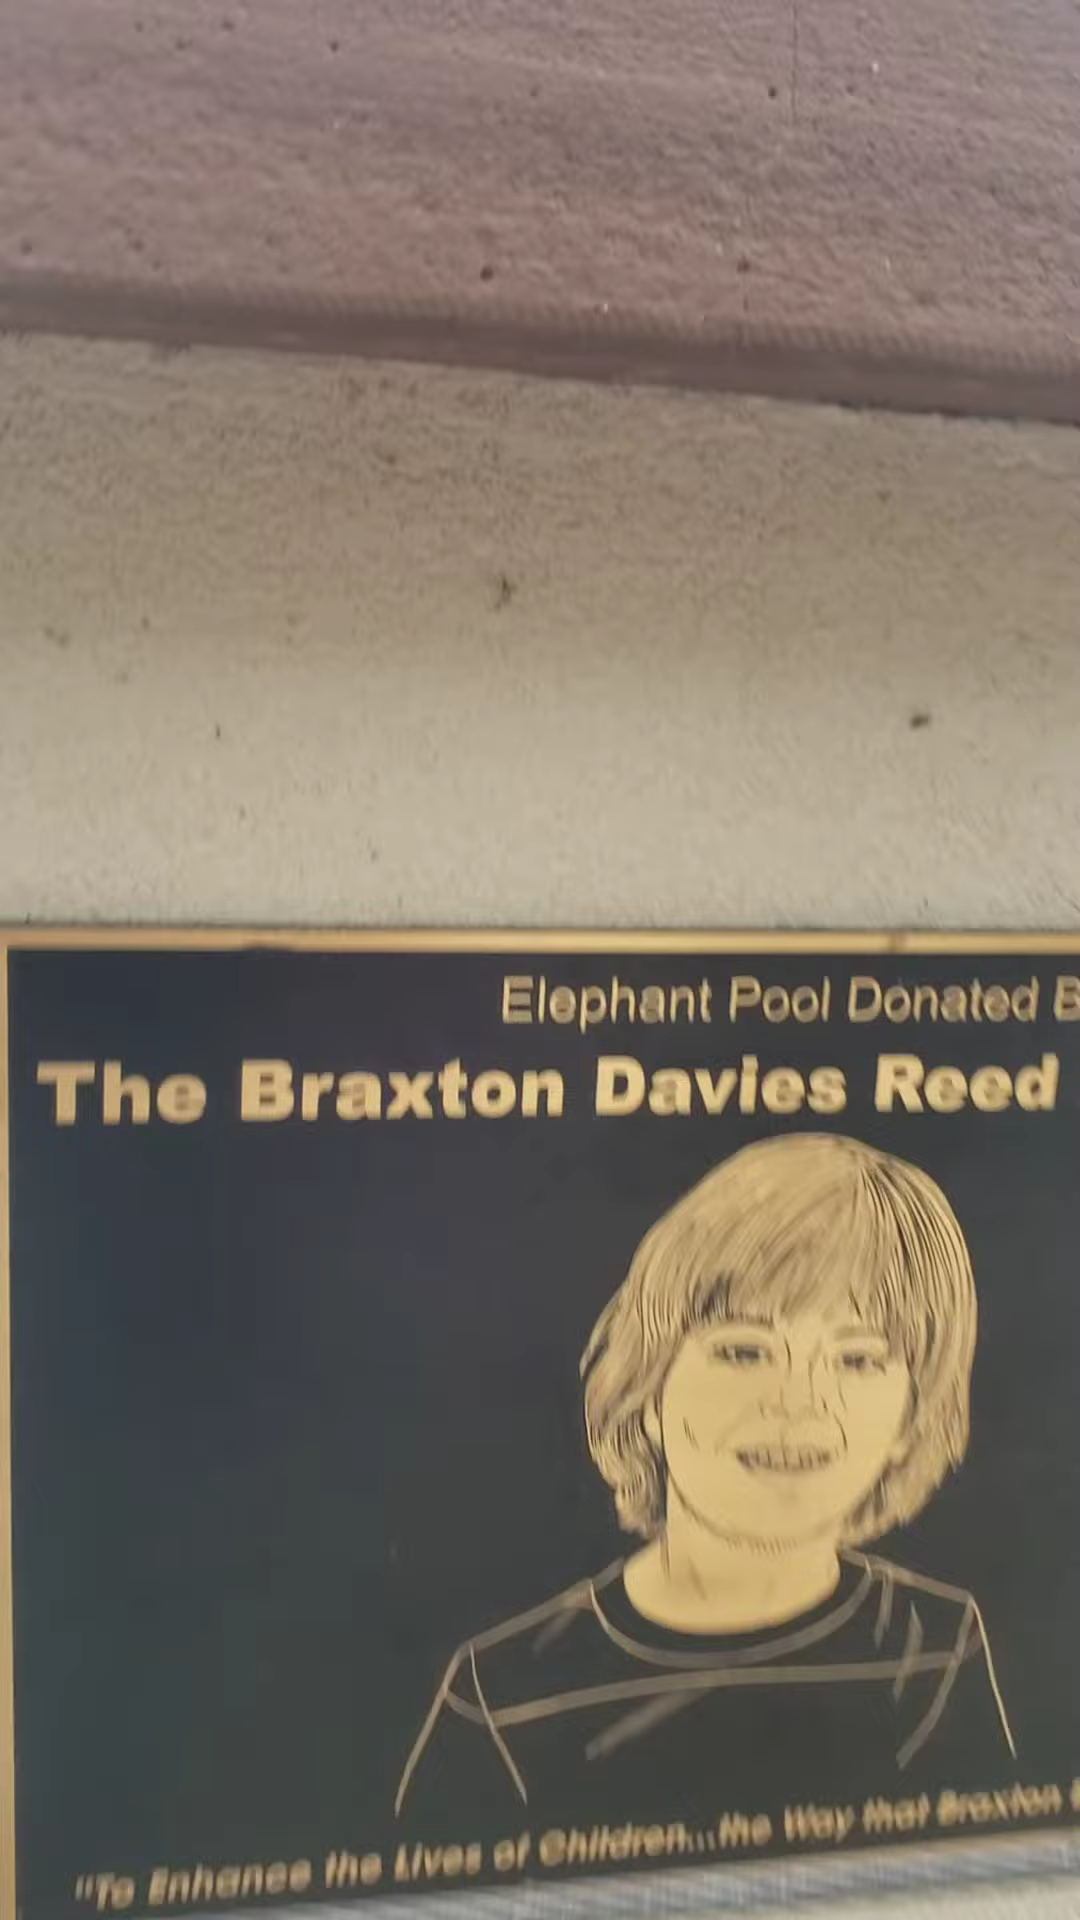 Elephant Pool Donated B
The Braxton Davies Reed
"To Enhance the Lives of Children...the Way that Braxton